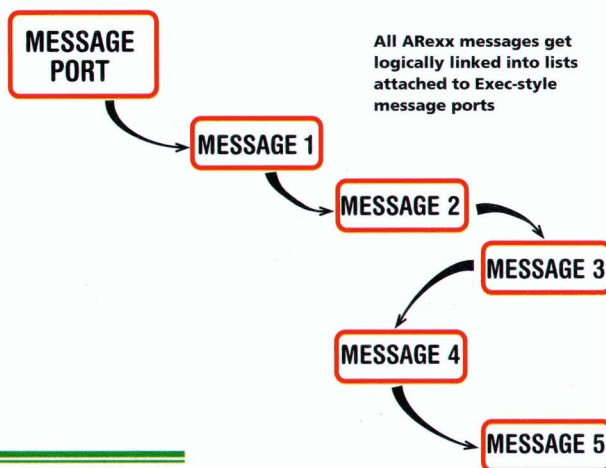 MESSAGE
PORT
All ARexx messages get
logically linked into lists
attached to Exec-style
message ports
MESSAGE 1
MESSAGE 2
MESSAGE 3
MESSAGE 4
MESSAGE 5